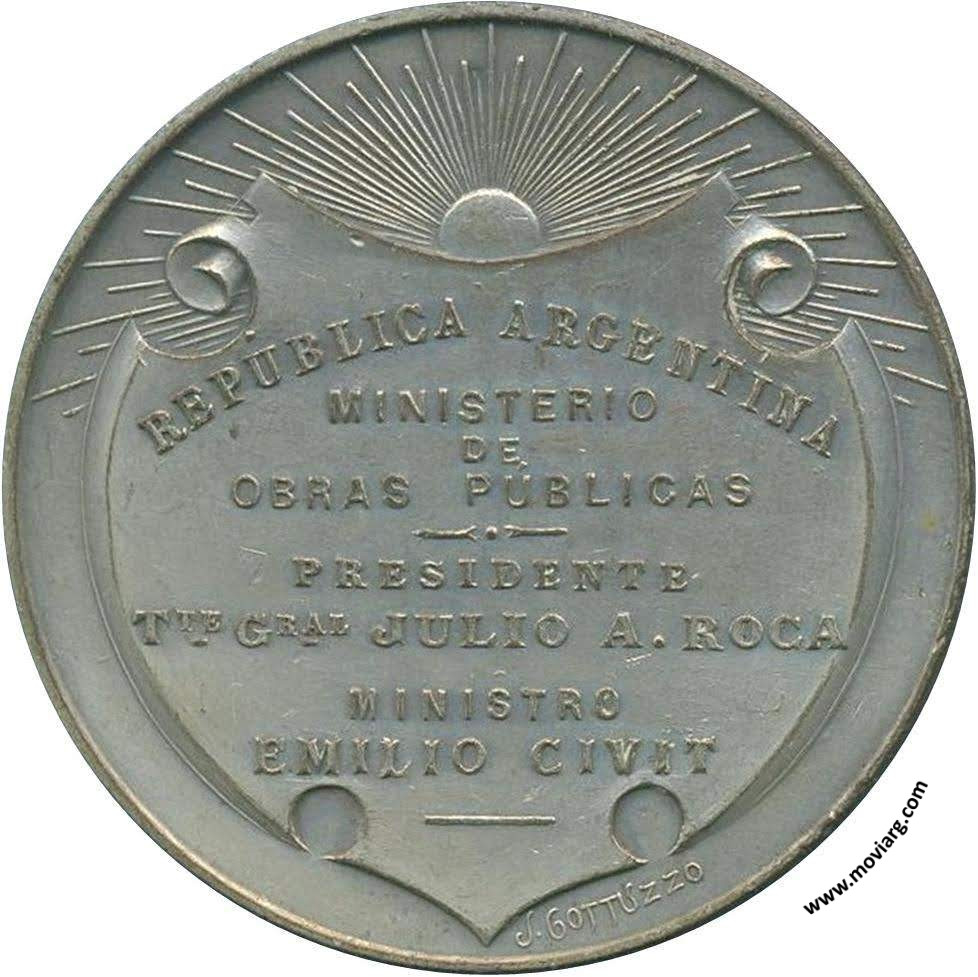 REPÚBLICA ARGENTINA
MINISTERIO
DE
OBRAS PÚBLICAS
PRESIDENTE
TTE GRAL JULIO A. ROCA
MINISTRO
EMILIO CIVIT
J. GOTTUZZO
www.moviarg.com